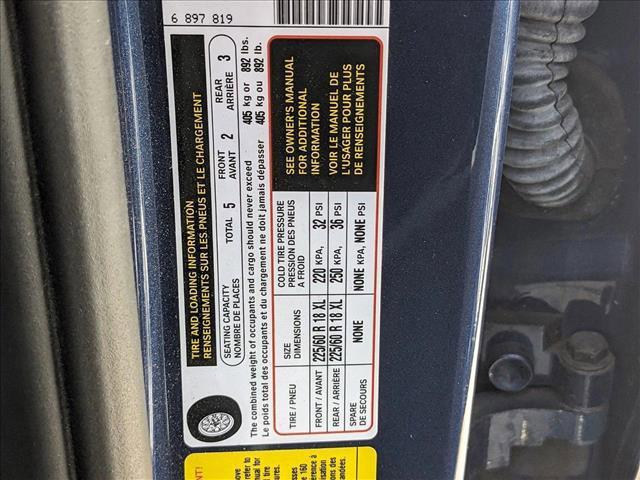 6 897 819
TIRE AND LOADING INFORMATION
RENSEIGNEMENTS SUR LES PNEUS ET LE CHARGEMENT
SEATING CAPACITY TOTAL 5 FRONT 2 REAR 3
NOMBRE DE PLACES AVANT ARRIÈRE
The combined weight of occupants and cargo should never exceed 405 kg or 892 lbs.
Le poids total des occupants et du chargement ne doit jamais dépasser 405 kg ou 892 lb.
TIRE / PNEU SIZE DIMENSIONS COLD TIRE PRESSURE PRESSION DES PNEUS A FROID
FRONT / AVANT 225/60 R 18 XL 220 KPA, 32 PSI
REAR / ARRIÈRE 225/60 R 18 XL 250 KPA, 36 PSI
SPARE DE SECOURS NONE NONE KPA, NONE PSI
SEE OWNER'S MANUAL
FOR ADDITIONAL
INFORMATION
VOIR LE MANUEL DE
L'USAGER POUR PLUS
DE RENSEIGNEMENTS